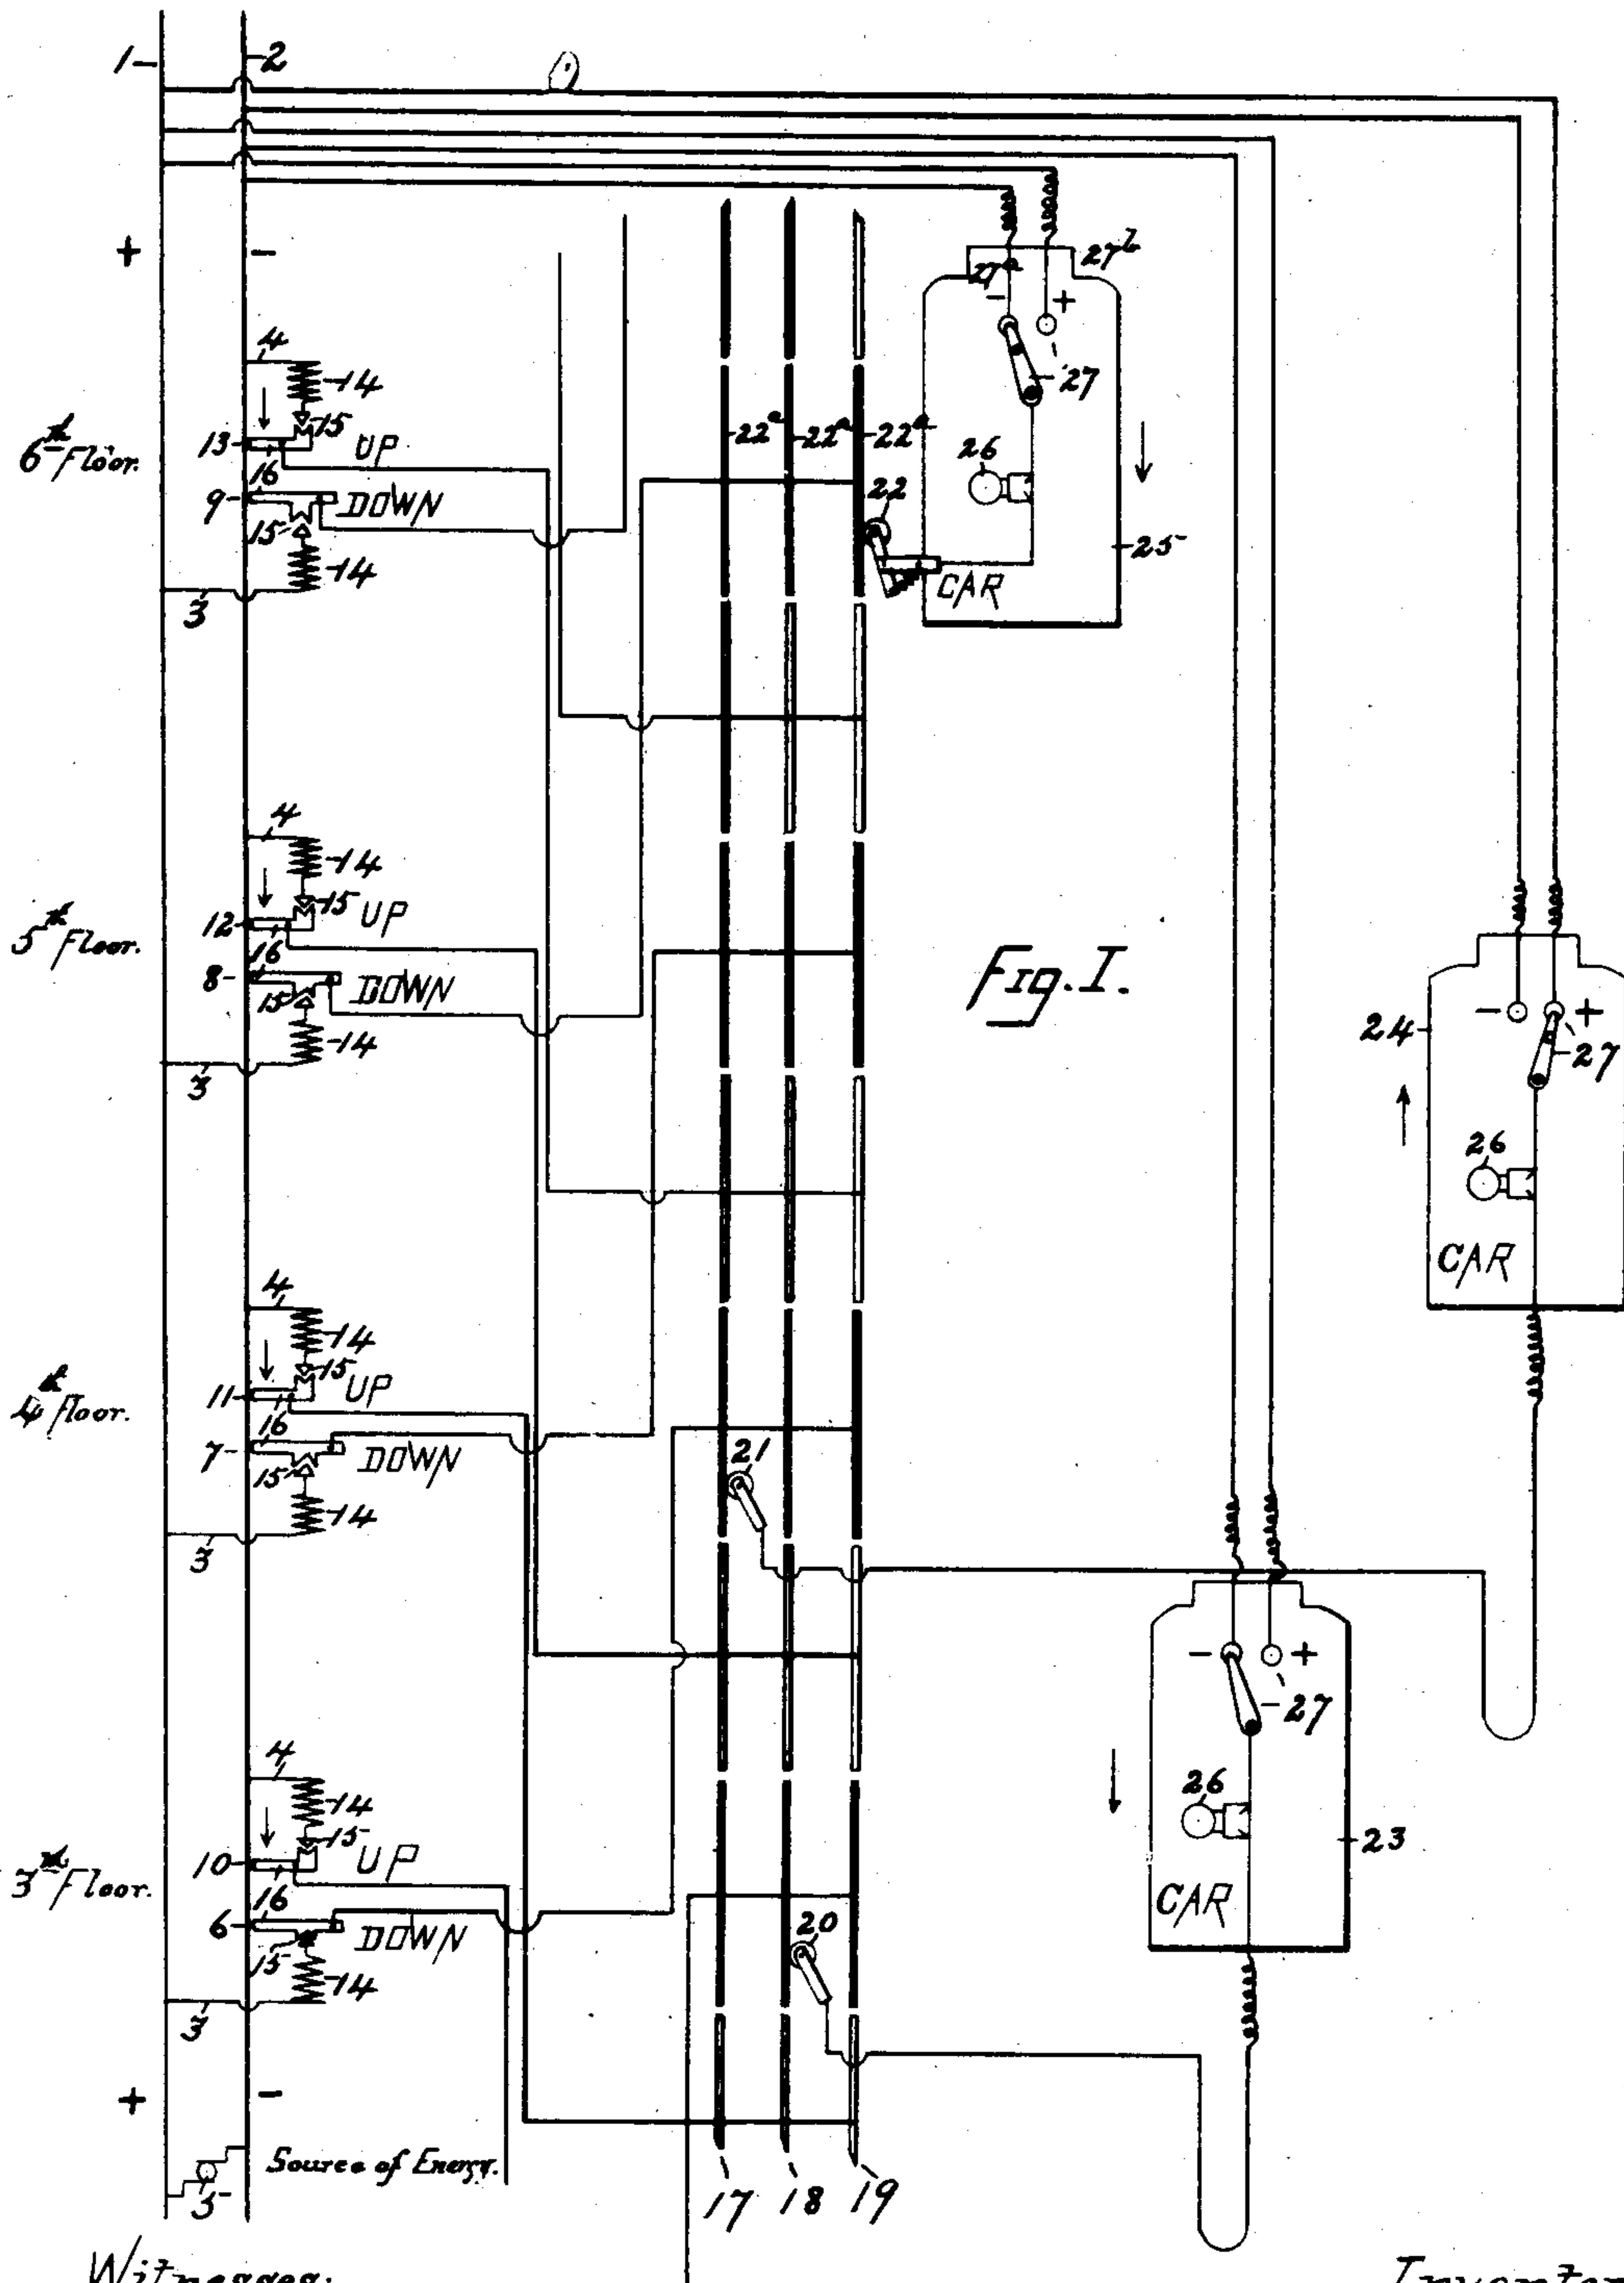 1 2
+ - 27a 27b
- +
4
14
15
13 UP 22a 22a 22a 27
6th Floor.
16 26
9 DOWN 22
15
14 25
CAR
3
4
14
15
12 UP
5th Floor.
16
8 DOWN Fig. I.
15
14 24 - + 27
3
26
4 CAR
14
15
11 UP
4th Floor.
16
7 DOWN 21
15
14
3
- +
27
4 26
14
15 23
10 UP
3rd Floor.
16 CAR
6 DOWN 20
15
14
3
+ -
Source of Energy.
5 17 18 19
Witnesses: Inventor